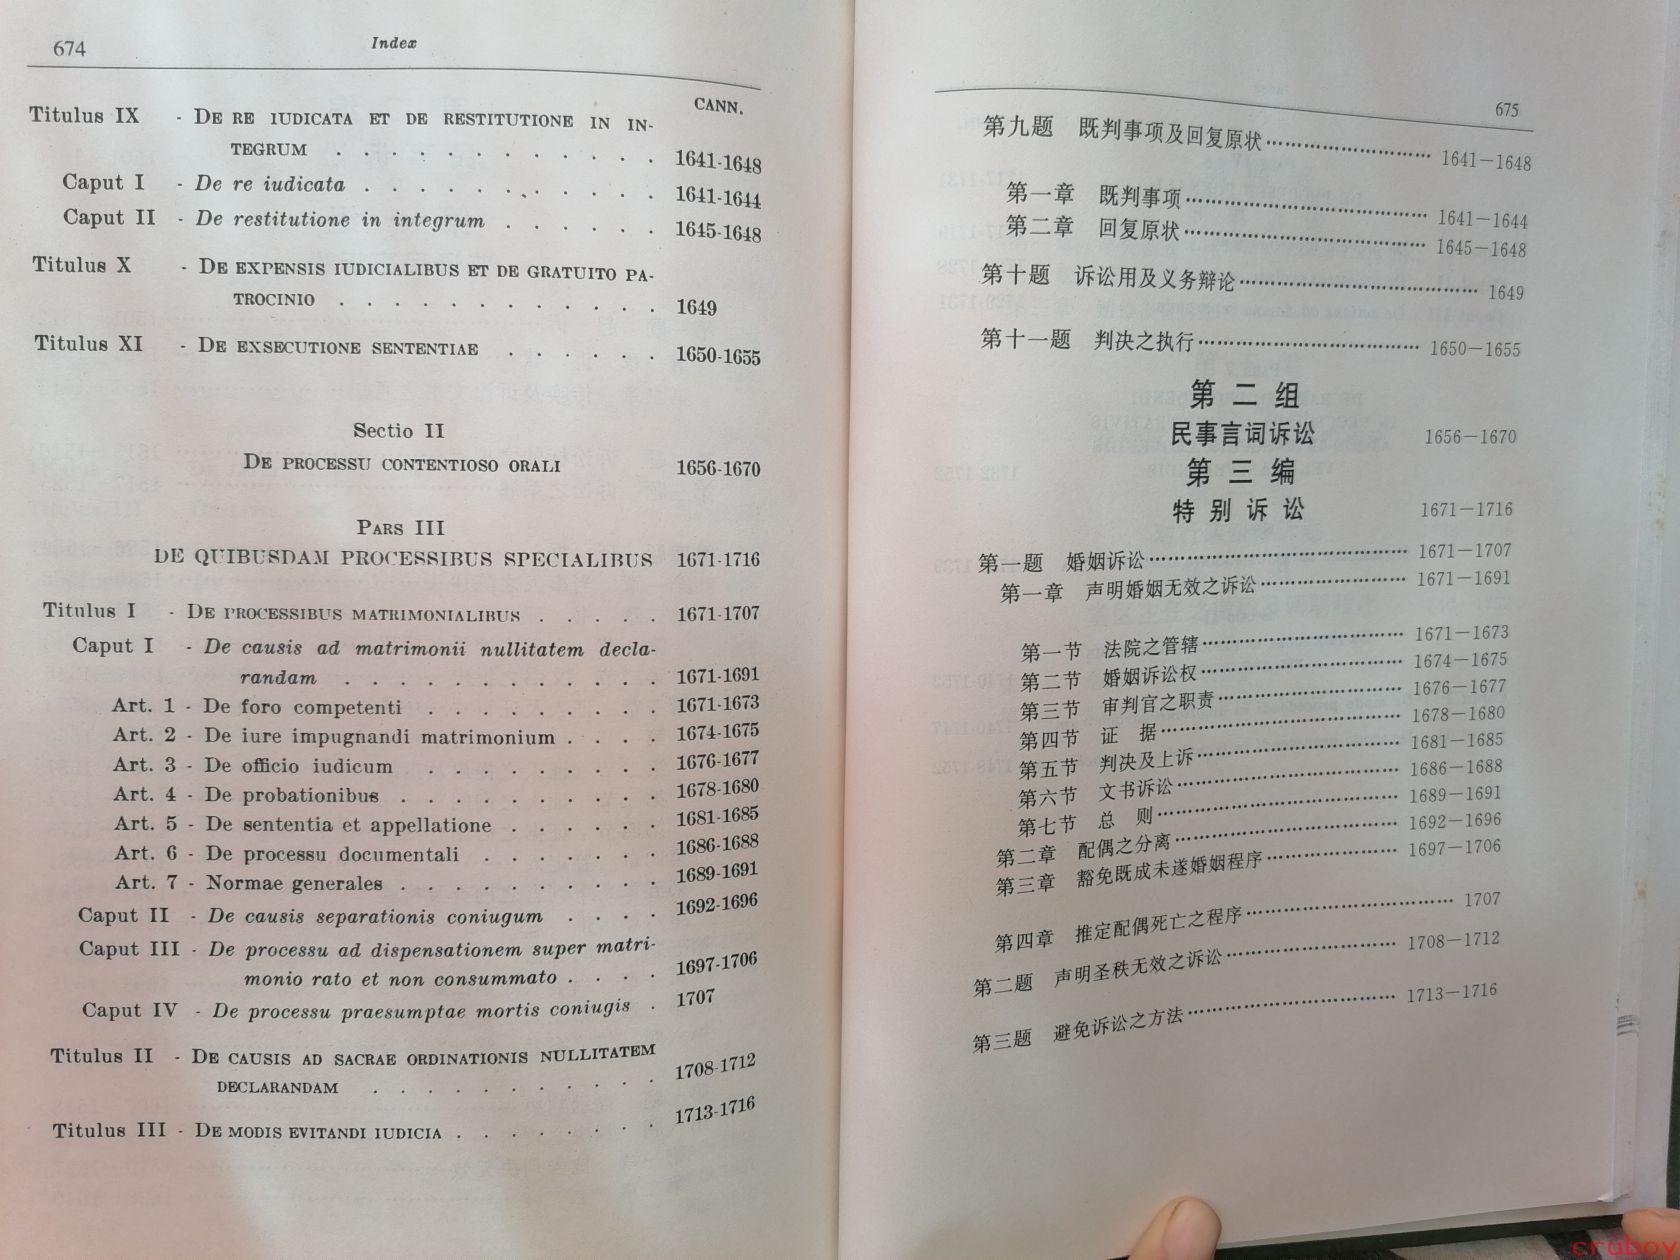 674
Index
CANN.
Titulus IX - DE RE IUDICATA ET DE RESTITUTIONE IN IN-
TEGRUM . . . . . . . . . . . . 1641-1648
Caput I - De re iudicata . . . . . . . . . . 1641-1644
Caput II - De restitutione in integrum . . . . . . 1645-1648
Titulus X - DE EXPENSIS IUDICIALIBUS ET DE GRATUITO PA-
TROCINIO . . . . . . . . . . . . 1649
Titulus XI - DE EXSECUTIONE SENTENTIAE . . . . . . 1650-1655
Sectio II
DE PROCESSU CONTENTIOSO ORALI 1656-1670
PARS III
DE QUIBUSDAM PROCESSIBUS SPECIALIBUS 1671-1716
Titulus I - DE PROCESSIBUS MATRIMONIALIBUS . . . . . 1671-1707
Caput I - De causis ad matrimonii nullitatem decla-
randam . . . . . . . . . . . . 1671-1691
Art. 1 - De foro competenti . . . . . . . . . 1671-1673
Art. 2 - De iure impugnandi matrimonium . . . . 1674-1675
Art. 3 - De officio iudicum . . . . . . . . . 1676-1677
Art. 4 - De probationibus . . . . . . . . . . 1678-1680
Art. 5 - De sententia et appellatione . . . . . . 1681-1685
Art. 6 - De processu documentali . . . . . . . 1686-1688
Art. 7 - Normae generales . . . . . . . . . . 1689-1691
Caput II - De causis separationis coniugum . . . . 1692-1696
Caput III - De processu ad dispensationem super matri-
monio rato et non consummato . . . . 1697-1706
Caput IV - De processu praesumptae mortis coniugis . 1707
Titulus II - DE CAUSIS AD SACRAE ORDINATIONIS NULLITATEM
DECLARANDAM . . . . . . . . . . . 1708-1712
Titulus III - DE MODIS EVITANDI IUDICIA . . . . . . . . 1713-1716
675
第九题 既判事项及回复原状 …………………… 1641—1648
第一章 既判事项 …………………………… 1641—1644
第二章 回复原状 …………………………… 1645—1648
第十题 诉讼用及义务辩论 …………………………… 1649
第十一题 判决之执行 …………………………… 1650—1655
第二组
民事言词诉讼 1656—1670
第三编
特别诉讼 1671—1716
第一题 婚姻诉讼 …………………………… 1671—1707
第一章 声明婚姻无效之诉讼 ………………… 1671—1691
第一节 法院之管辖 ………………………… 1671—1673
第二节 婚姻诉讼权 ………………………… 1674—1675
第三节 审判官之职责 ……………………… 1676—1677
第四节 证 据 ……………………………… 1678—1680
第五节 判决及上诉 ………………………… 1681—1685
第六节 文书诉讼 …………………………… 1686—1688
第七节 总 则 ……………………………… 1689—1691
第二章 配偶之分离 ………………………… 1692—1696
第三章 豁免既成未遂婚姻程序 ……………… 1697—1706
第四章 推定配偶死亡之程序 …………………………… 1707
第二题 声明圣秩无效之诉讼 ………………… 1708—1712
第三题 避免诉讼之方法 ……………………… 1713—1716
cruboy